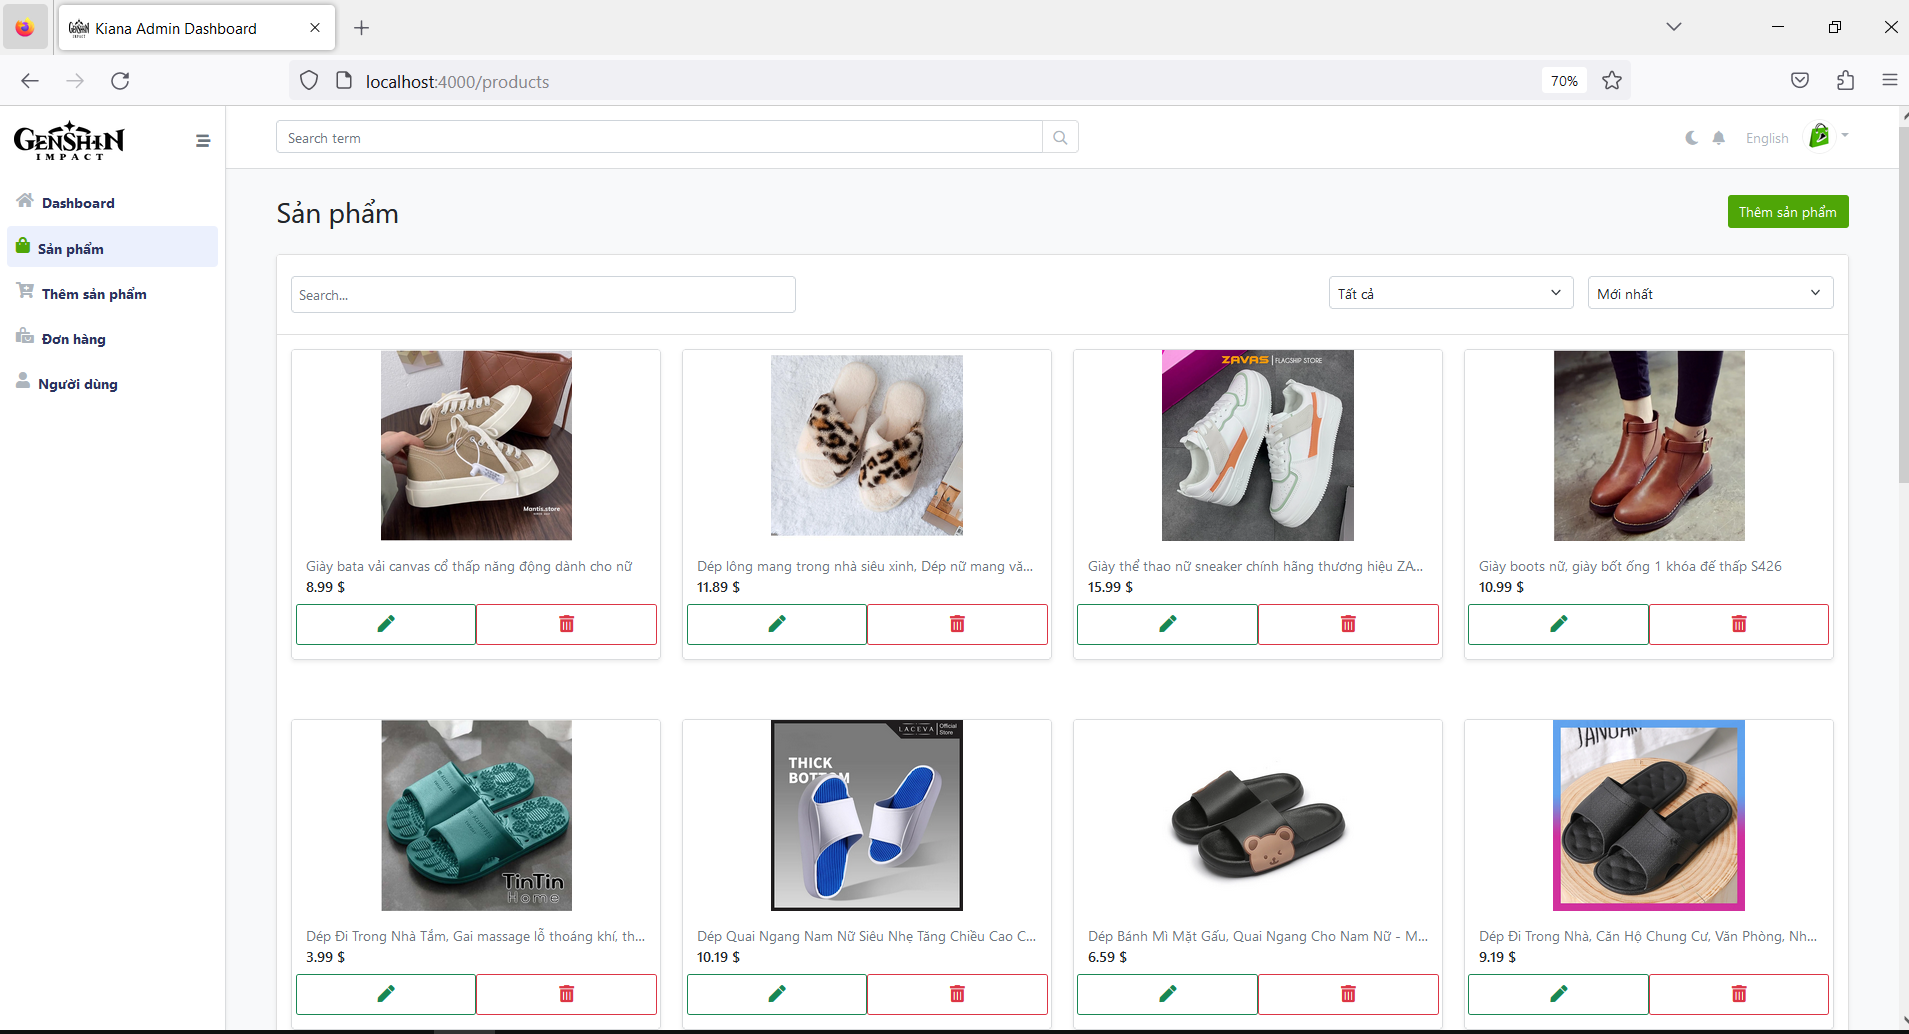 Kiana Admin Dashboard
localhost:4000/products
70%
GENSHIN
IMPACT
Search term
English
Dashboard
Sản phẩm
Thêm sản phẩm
Đơn hàng
Người dùng
Sản phẩm
Thêm sản phẩm
Search...
Tất cả
Mới nhất
Mantis.store
ZAVAS | FLAGSHIP STORE
Giày bata vải canvas cổ thấp năng động dành cho nữ
8.99 $
Dép lông mang trong nhà siêu xinh, Dép nữ mang vă...
11.89 $
Giày thể thao nữ sneaker chính hãng thương hiệu ZA...
15.99 $
Giày boots nữ, giày bốt ống 1 khóa đế thấp S426
10.99 $
TinTin
Home
LACEVA | Official Store
THICK
BOTTOM
Dép Đi Trong Nhà Tắm, Gai massage lỗ thoáng khí, th...
3.99 $
Dép Quai Ngang Nam Nữ Siêu Nhẹ Tăng Chiều Cao C...
10.19 $
Dép Bánh Mì Mặt Gấu, Quai Ngang Cho Nam Nữ - M...
6.59 $
Dép Đi Trong Nhà, Căn Hộ Chung Cư, Văn Phòng, Nh...
9.19 $